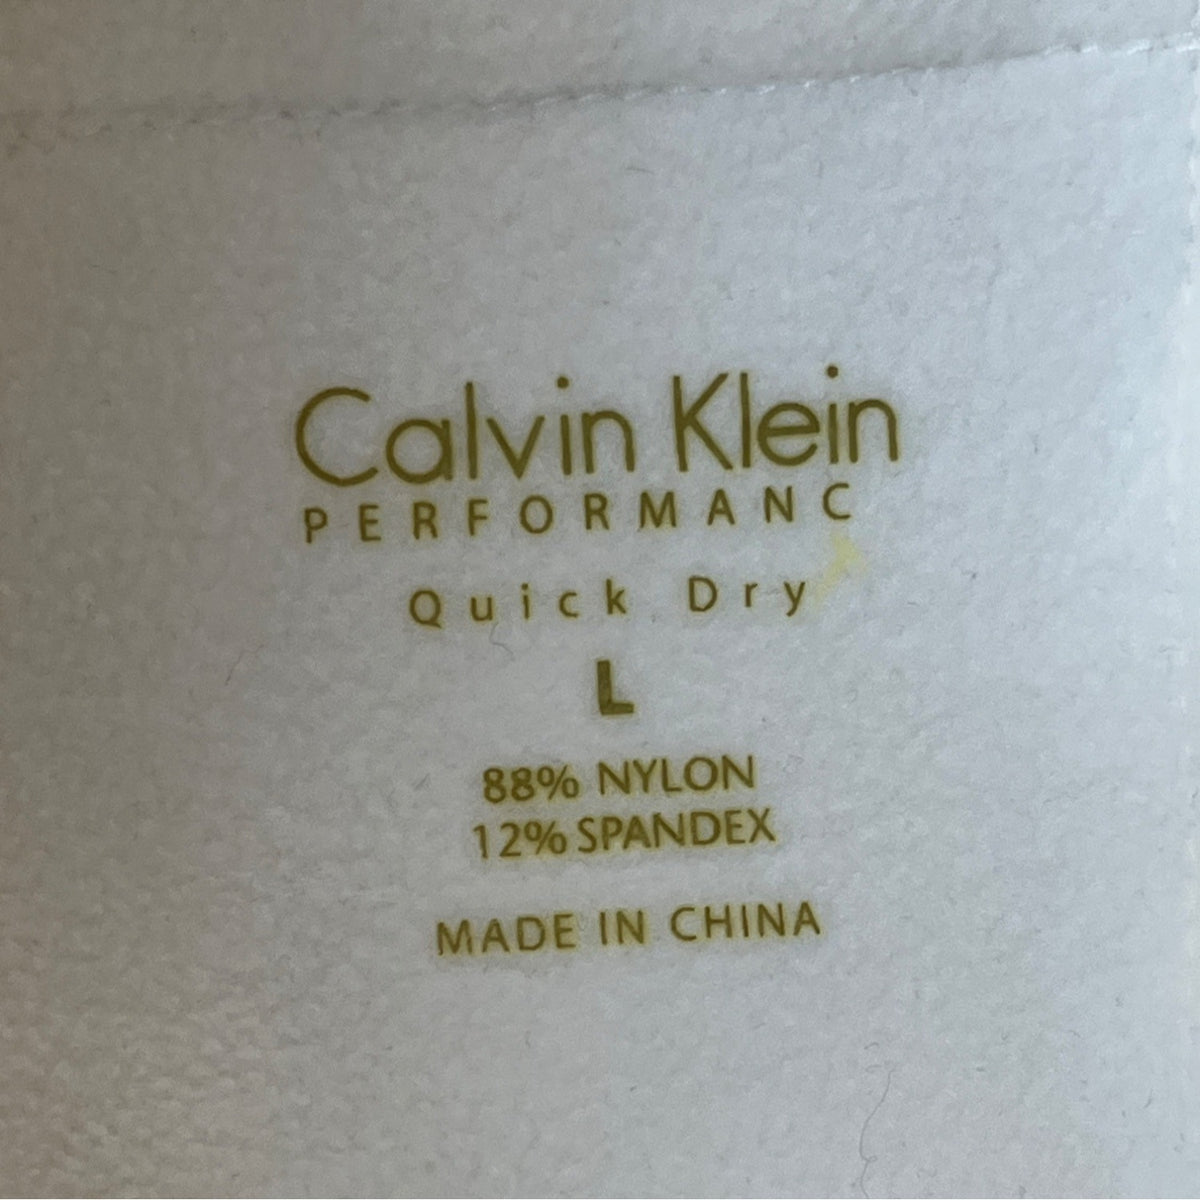 Calvin Klein
PERFORMANC
Quick Dry
L
88% NYLON
12% SPANDEX
MADE IN CHINA